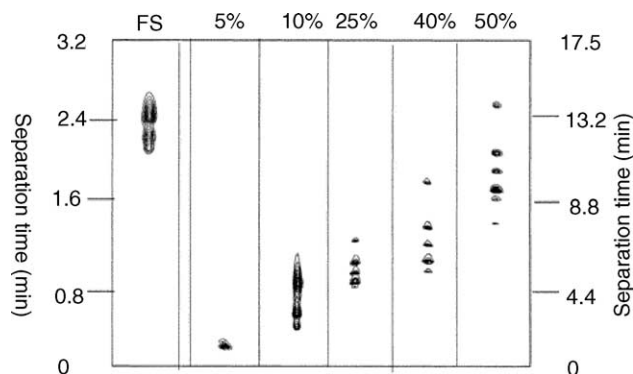 FS 5% 10% 25% 40% 50%
3.2 17.5
2.4 13.2
1.6 8.8
0.8 4.4
0 0
Separation time (min)
Separation time (min)